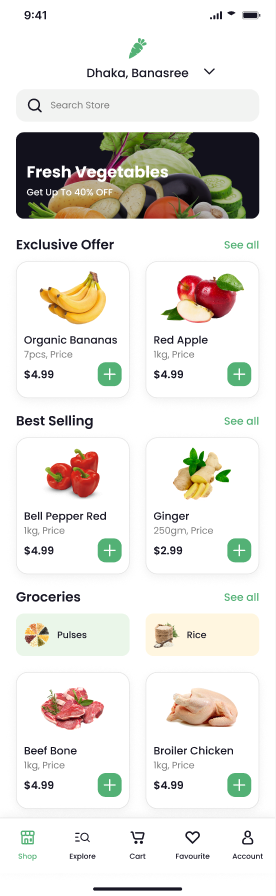 9:41
Dhaka, Banasree
Search Store
Fresh Vegetables
Get Up To 40% OFF
Exclusive Offer
See all
Organic Bananas
7pcs, Price
$4.99
Red Apple
1kg, Price
$4.99
Best Selling
See all
Bell Pepper Red
1kg, Price
$4.99
Ginger
250gm, Price
$2.99
Groceries
See all
Pulses
Rice
Beef Bone
1kg, Price
$4.99
Broiler Chicken
1kg, Price
$4.99
Shop
Explore
Cart
Favourite
Account